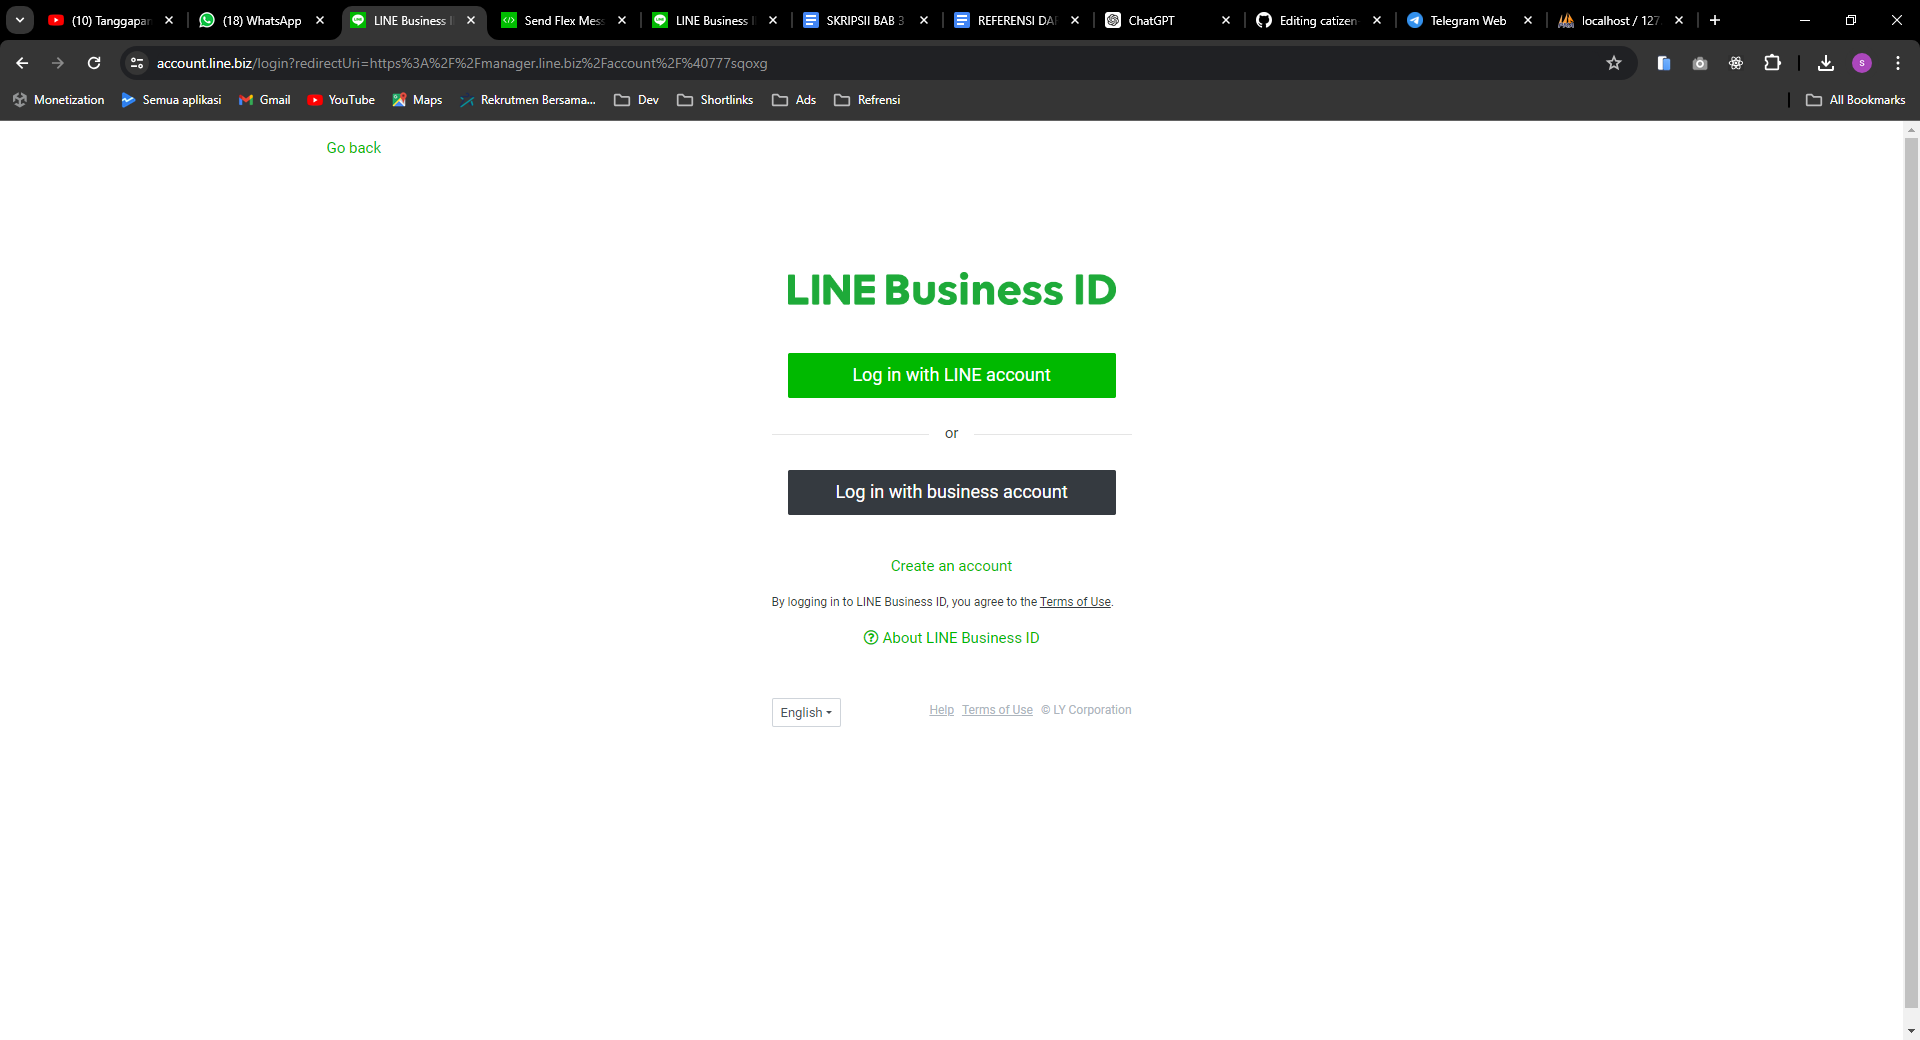 (10) Tanggapan
(18) WhatsApp
LINE Business I
Send Flex Mess
LINE Business I
SKRIPSII BAB 3
REFERENSI DAF
ChatGPT
Editing catizen
Telegram Web
localhost / 127.
account.line.biz/login?redirectUri=https%3A%2F%2Fmanager.line.biz%2Faccount%2F%40777sqoxg
S
Monetization
Semua aplikasi
Gmail
YouTube
Maps
Rekrutmen Bersama...
Dev
Shortlinks
Ads
Refrensi
All Bookmarks
Go back
LINE Business ID
Log in with LINE account
or
Log in with business account
Create an account
By logging in to LINE Business ID, you agree to the Terms of Use.
About LINE Business ID
English
Help Terms of Use © LY Corporation